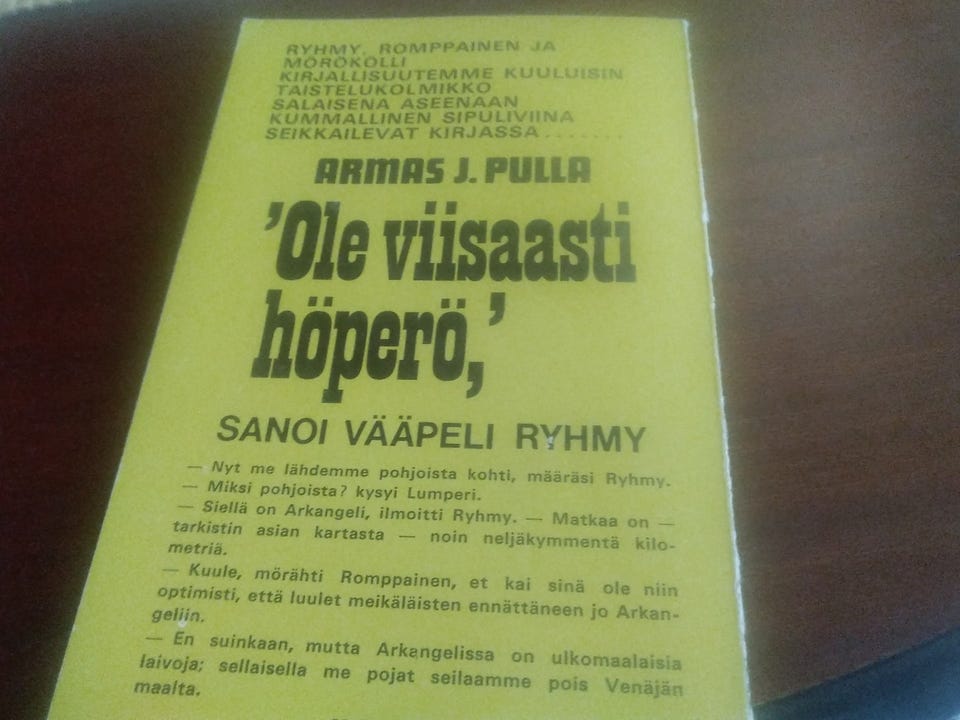 RYHMY, ROMPPAINEN JA
MÖRÖKÖLLI
KIRJALLISUUTEMME KUULUISIN
TAISTELUKOLMIKKO
SALAISENA ASEENAAN
KUMMALLINEN SIPULIVIINA
SEIKKAILEVAT KIRJASSA.......
ARMAS J. PULLA
'Ole viisaasti
höperö,'
SANOI VÄÄPELI RYHMY
— Nyt me lähdemme pohjoista kohti, määräsi Ryhmy.
— Miksi pohjoista? kysyi Lumperi.
— Siellä on Arkangeli, ilmoitti Ryhmy. — Matkaa on —
tarkistin asian kartasta — noin neljäkymmentä kilo-
metriä.
— Kuule, mörähti Romppainen, et kai sinä ole niin
optimisti, että luulet meikäläisten ennättäneen jo Arkan-
geliin.
— En suinkaan, mutta Arkangelissa on ulkomaalaisia
laivoja; sellaisella me pojat seilaamme pois Venäjän
maalta.